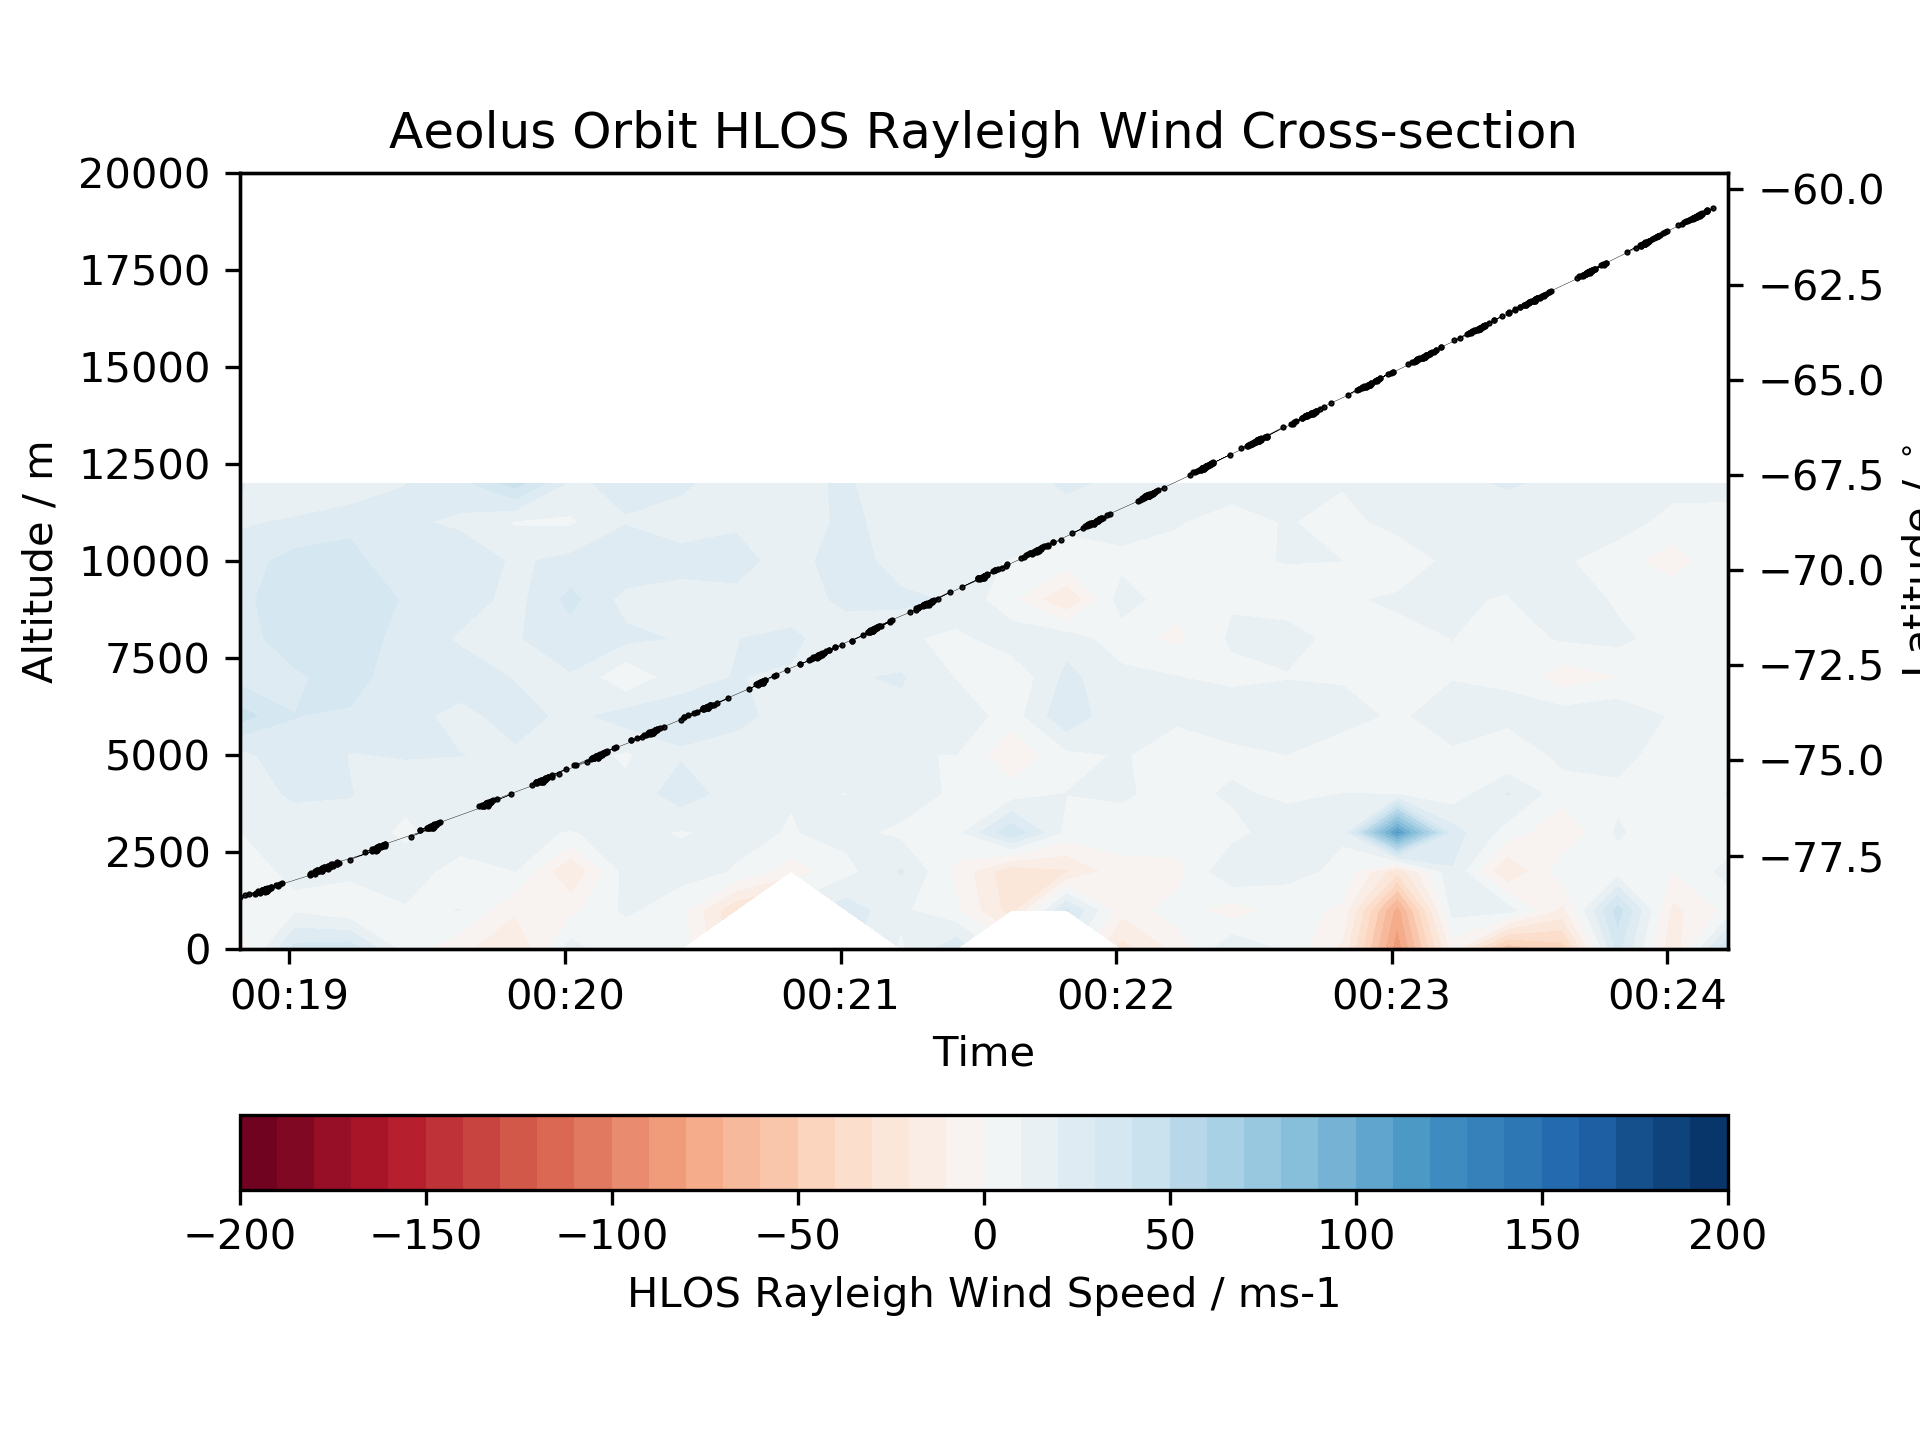 Aeolus Orbit HLOS Rayleigh Wind Cross-section
20000
17500
15000
12500
10000
7500
5000
2500
0
Altitude / m
−60.0
−62.5
−65.0
−67.5
−70.0
−72.5
−75.0
−77.5
Latitude / °
00:19 00:20 00:21 00:22 00:23 00:24
Time
−200 −150 −100 −50 0 50 100 150 200
HLOS Rayleigh Wind Speed / ms-1